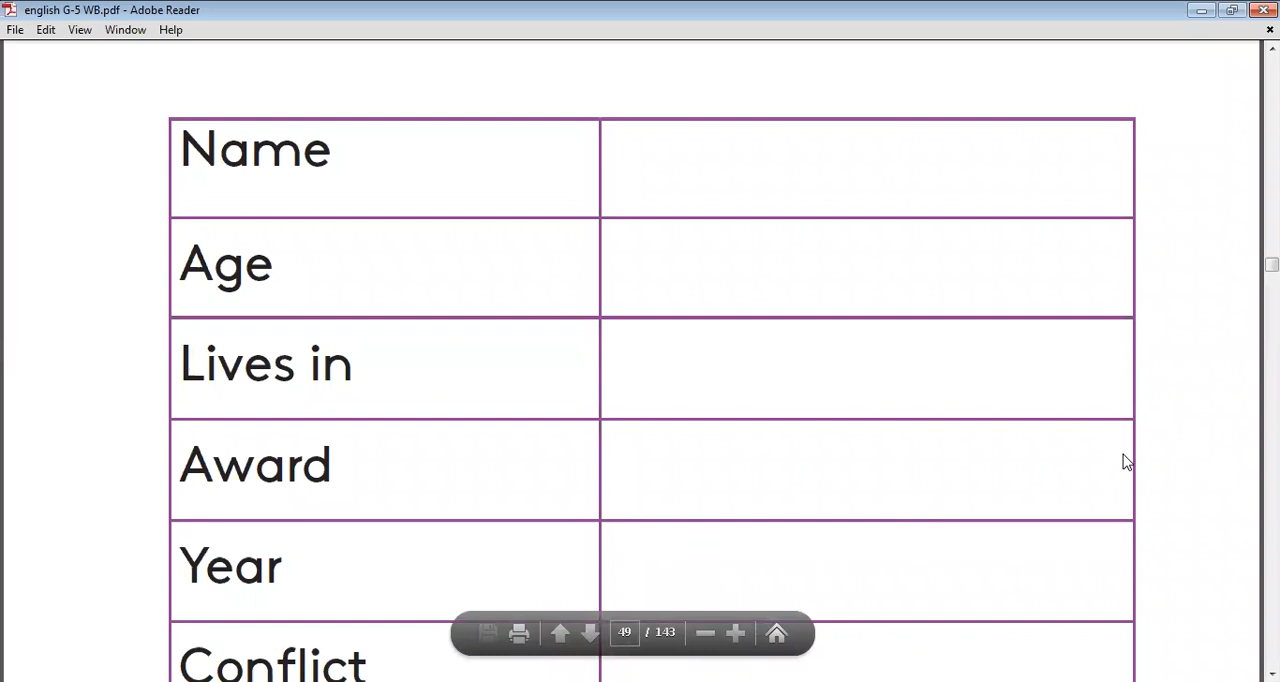 english G-5 WB.pdf - Adobe Reader
File Edit View Window Help
Name
Age
Lives in
Award
Year
Conflict
49 / 143